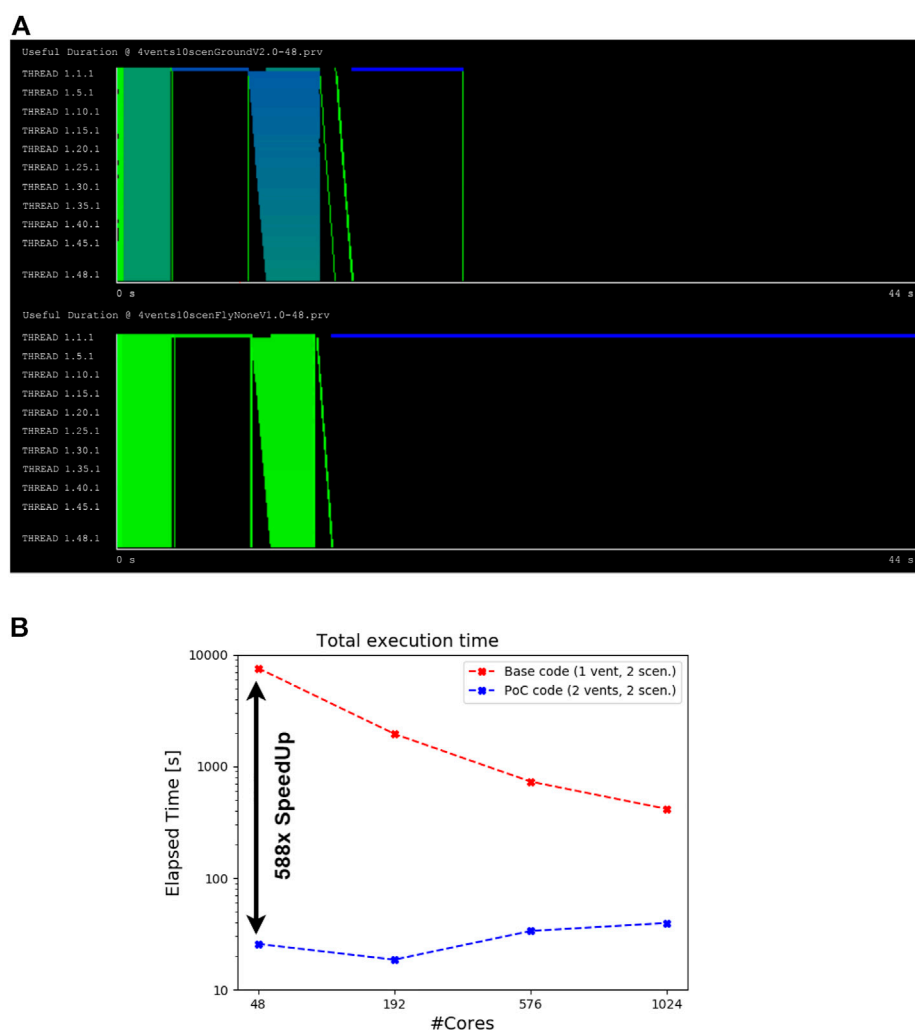 A
Useful Duration @ 4vents10scenGroundV2.0-48.prv
THREAD 1.1.1
THREAD 1.5.1
THREAD 1.10.1
THREAD 1.15.1
THREAD 1.20.1
THREAD 1.25.1
THREAD 1.30.1
THREAD 1.35.1
THREAD 1.40.1
THREAD 1.45.1
THREAD 1.48.1
0 s 44 s
Useful Duration @ 4vents10scenFlyNoneV1.0-48.prv
THREAD 1.1.1
THREAD 1.5.1
THREAD 1.10.1
THREAD 1.15.1
THREAD 1.20.1
THREAD 1.25.1
THREAD 1.30.1
THREAD 1.35.1
THREAD 1.40.1
THREAD 1.45.1
THREAD 1.48.1
0 s 44 s
B
Total execution time
10000
1000
100
10
Elapsed Time [s]
588x SpeedUp
Base code (1 vent, 2 scen.)
PoC code (2 vents, 2 scen.)
48 192 576 1024
#Cores